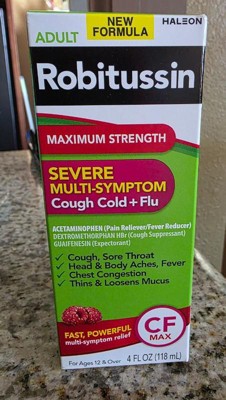 ADULT
NEW
FORMULA
HALEON
Robitussin
MAXIMUM STRENGTH
SEVERE
MULTI-SYMPTOM
Cough Cold + Flu
ACETAMINOPHEN (Pain Reliever/Fever Reducer)
DEXTROMETHORPHAN HBr (Cough Suppressant)
GUAIFENESIN (Expectorant)
✓ Cough, Sore Throat
✓ Head & Body Aches, Fever
✓ Chest Congestion
✓ Thins & Loosens Mucus
FAST, POWERFUL
multi-symptom relief
CF
MAX
For Ages 12 & Over
4 FL OZ (118 mL)